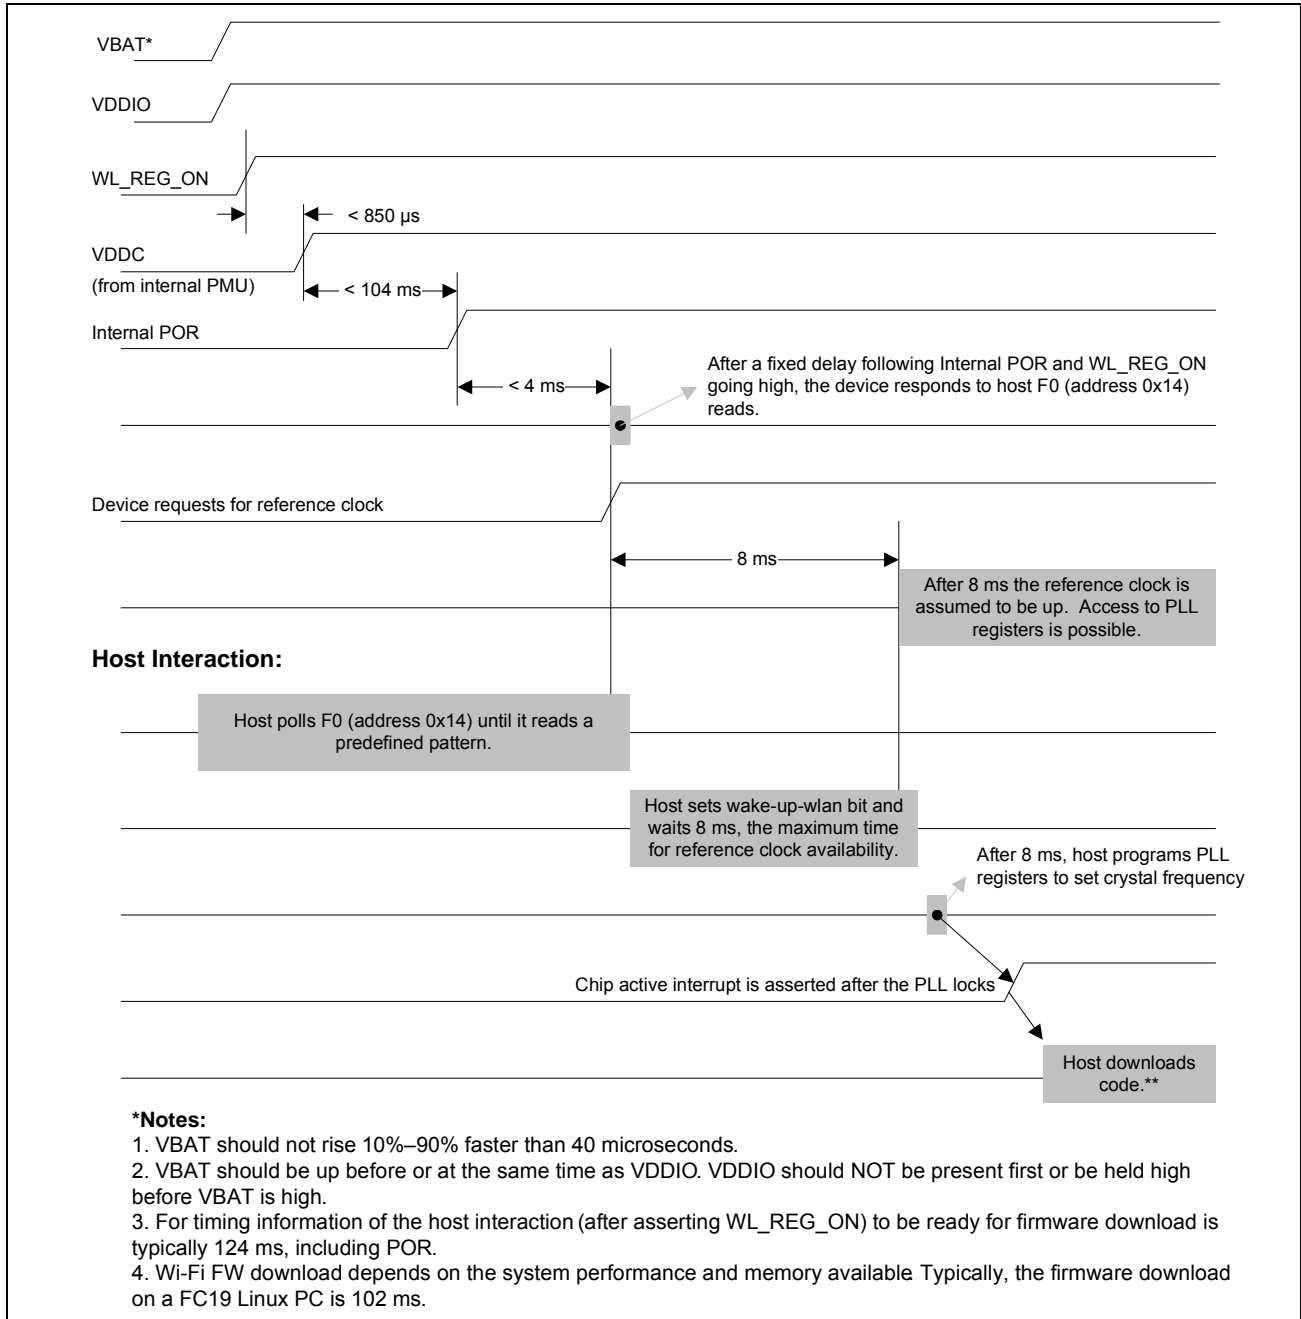 VBAT*
VDDIO
WL_REG_ON
< 850 µs
VDDC
(from internal PMU)
< 104 ms
Internal POR
After a fixed delay following Internal POR and WL_REG_ON
going high, the device responds to host F0 (address 0x14)
reads.
< 4 ms
Device requests for reference clock
8 ms
After 8 ms the reference clock is
assumed to be up. Access to PLL
registers is possible.
Host Interaction:
Host polls F0 (address 0x14) until it reads a
predefined pattern.
Host sets wake-up-wlan bit and
waits 8 ms, the maximum time
for reference clock availability.
After 8 ms, host programs PLL
registers to set crystal frequency
Chip active interrupt is asserted after the PLL locks
Host downloads
code.**
*Notes:
1. VBAT should not rise 10%–90% faster than 40 microseconds.
2. VBAT should be up before or at the same time as VDDIO. VDDIO should NOT be present first or be held high
before VBAT is high.
3. For timing information of the host interaction (after asserting WL_REG_ON) to be ready for firmware download is
typically 124 ms, including POR.
4. Wi-Fi FW download depends on the system performance and memory available. Typically, the firmware download
on a FC19 Linux PC is 102 ms.